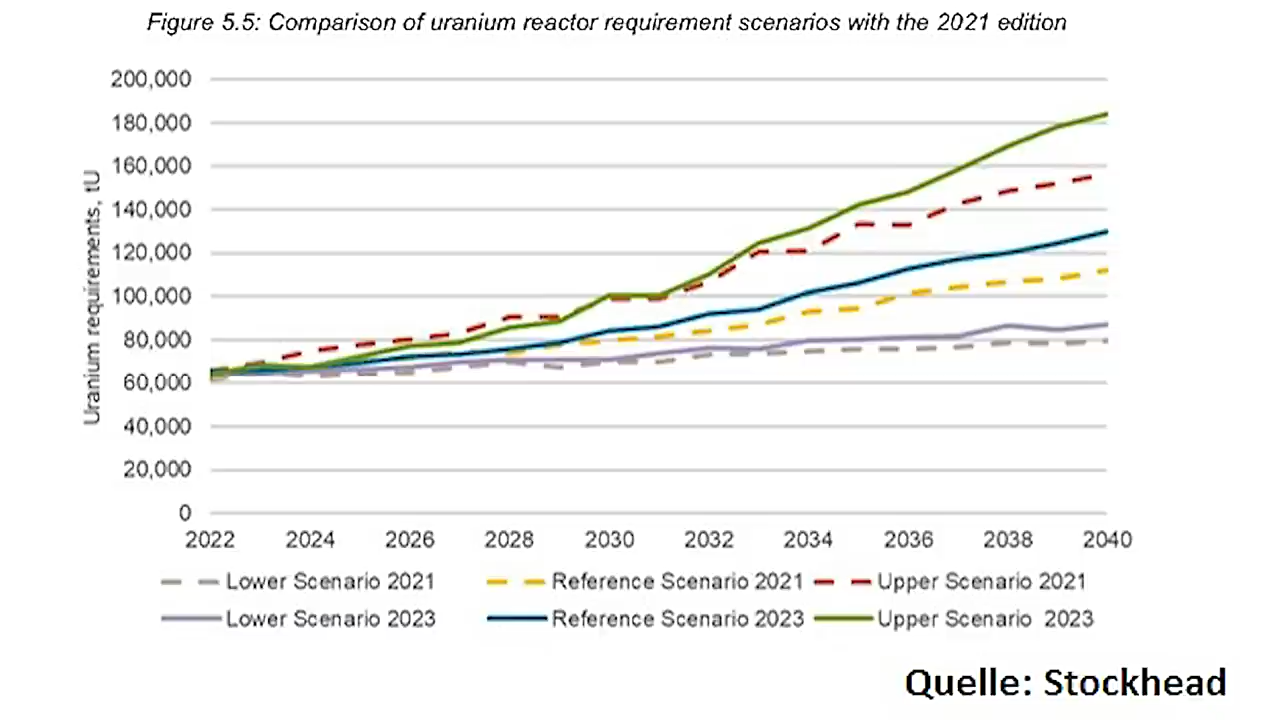 Figure 5.5: Comparison of uranium reactor requirement scenarios with the 2021 edition
200,000
180,000
160,000
140,000
120,000
100,000
80,000
60,000
40,000
20,000
0
Uranium requirements, tU
2022 2024 2026 2028 2030 2032 2034 2036 2038 2040
Lower Scenario 2021 Reference Scenario 2021 Upper Scenario 2021
Lower Scenario 2023 Reference Scenario 2023 Upper Scenario 2023
Quelle: Stockhead